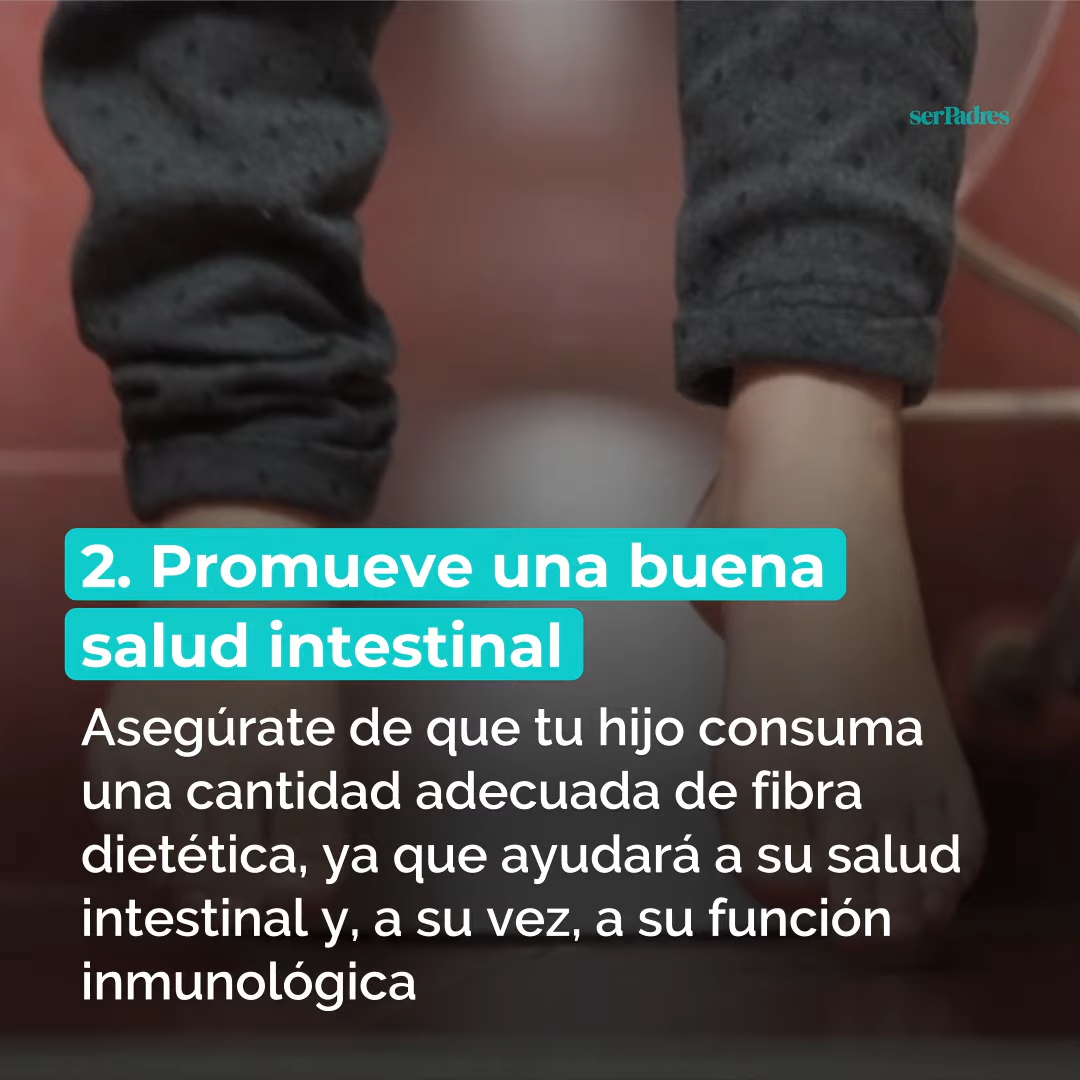 serPadres
2. Promueve una buena
salud intestinal
Asegúrate de que tu hijo consuma
una cantidad adecuada de fibra
dietética, ya que ayudará a su salud
intestinal y, a su vez, a su función
inmunológica